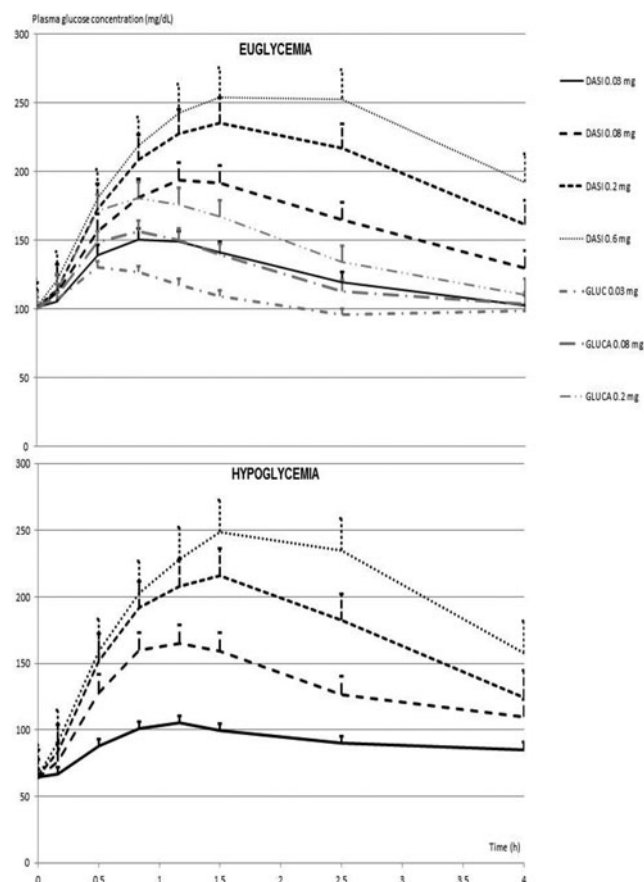 Plasma glucose concentration (mg/dL)
EUGLYCEMIA
300
250
200
150
100
50
0
DASI 0.03 mg
DASI 0.08 mg
DASI 0.2 mg
DASI 0.6 mg
GLUC 0.03 mg
GLUCA 0.08 mg
GLUCA 0.2 mg
HYPOGLYCEMIA
300
250
200
150
100
50
0
Time (h)
0 0.5 1 1.5 2 2.5 3 3.5 4